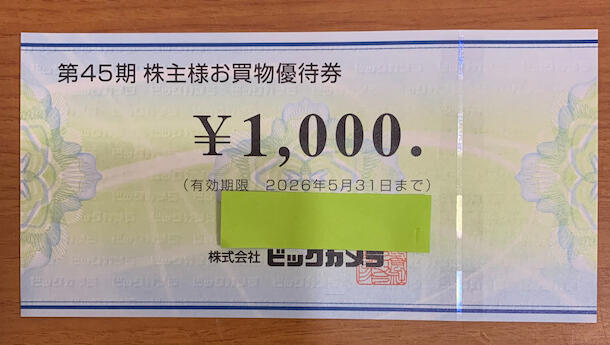 第45期 株主様お買物優待券
￥1,000.
（有効期限　2026年5月31日まで）
株式会社 ビックカメラ